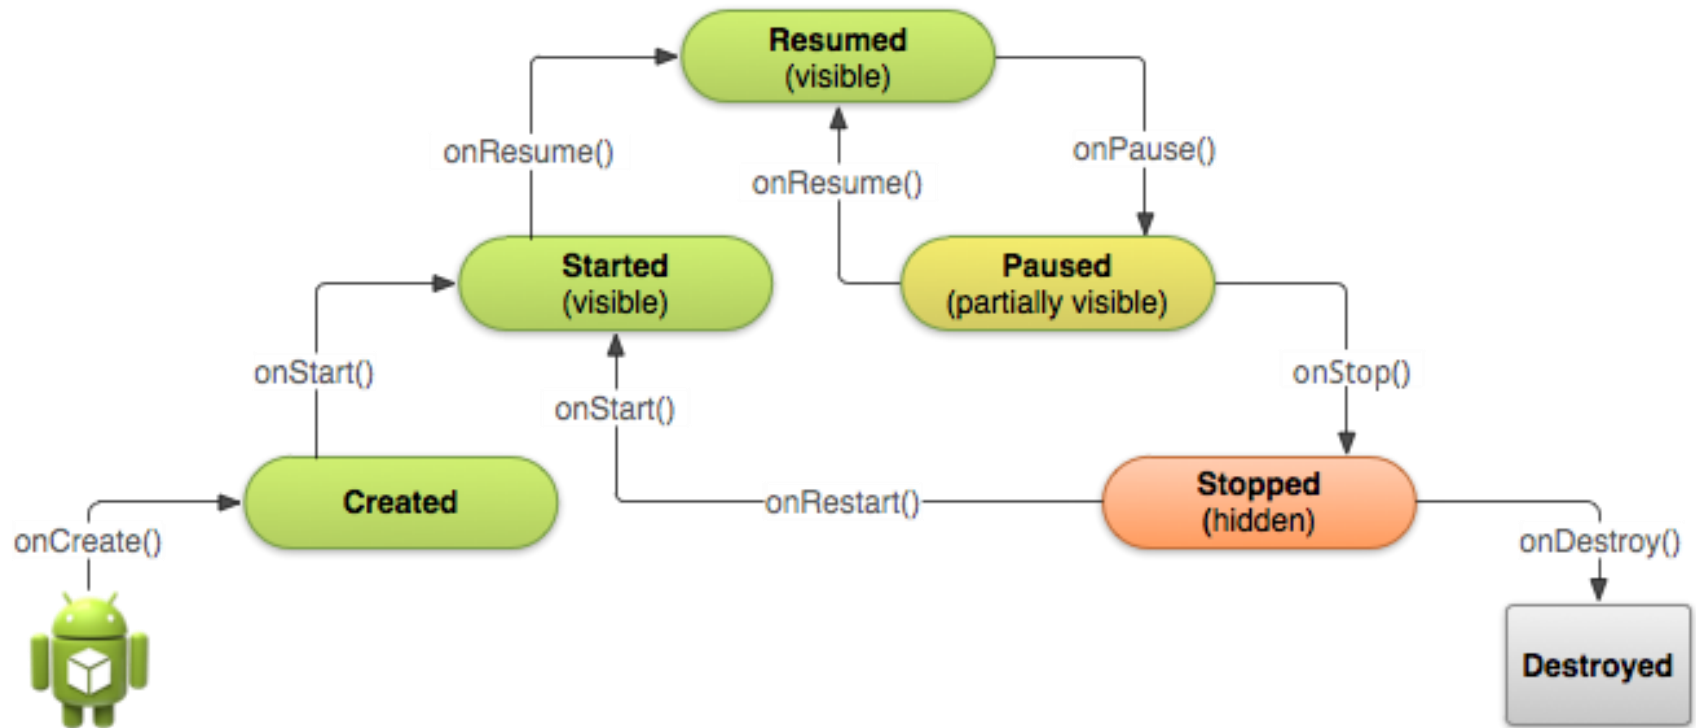 Resumed
(visible)
onResume()
onPause()
onResume()
Started
(visible)
Paused
(partially visible)
onStart()
onStart()
onStop()
Created
onRestart()
Stopped
(hidden)
onCreate()
onDestroy()
Destroyed